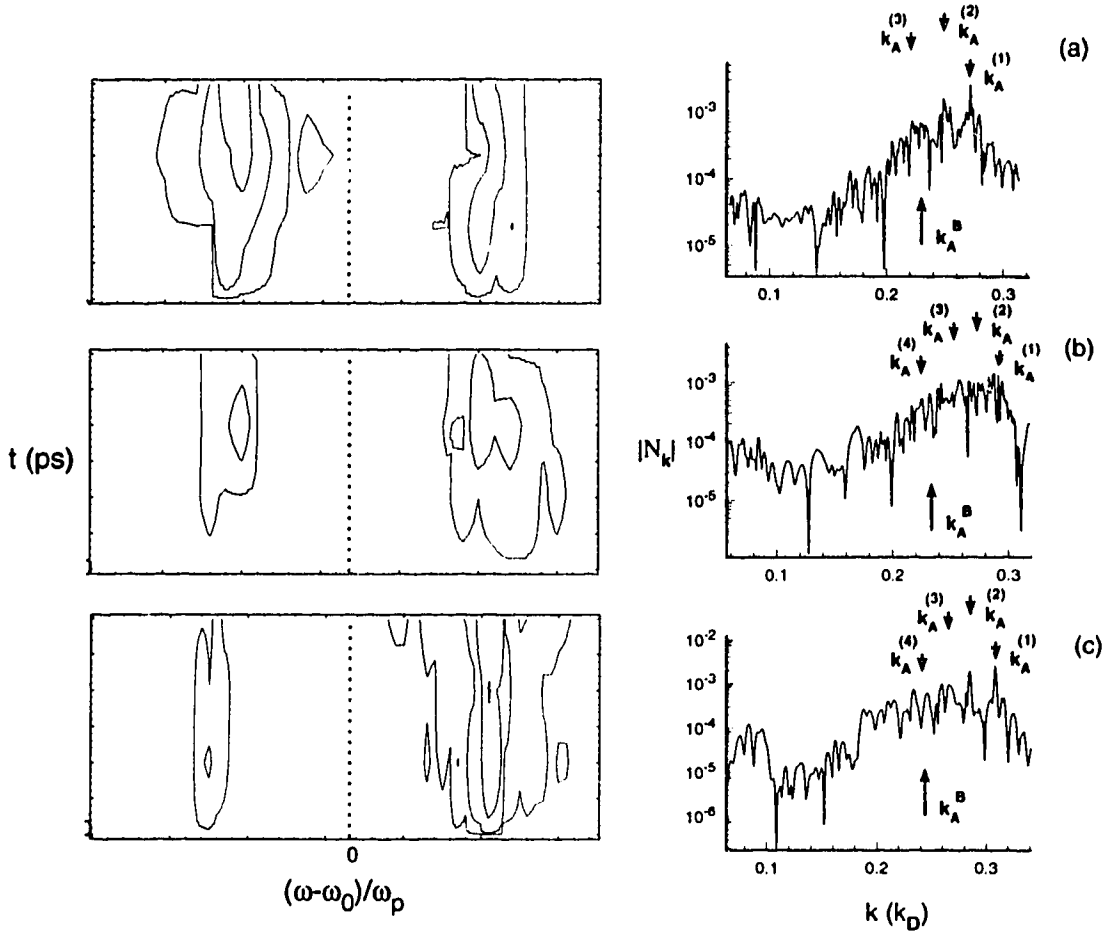 (a)
k_A^(3) k_A^(2)
k_A^(1)
10^-3
10^-4
10^-5
k_A^B
0.1 0.2 0.3
(b)
k_A^(3) k_A^(2)
k_A^(4) k_A^(1)
t (ps)
|N_k|
10^-3
10^-4
10^-5
k_A^B
0.1 0.2 0.3
(c)
k_A^(3) k_A^(2)
k_A^(4) k_A^(1)
10^-2
10^-3
10^-4
10^-5
10^-6
k_A^B
0 0.1 0.2 0.3
(ω-ω_0)/ω_p k (k_D)